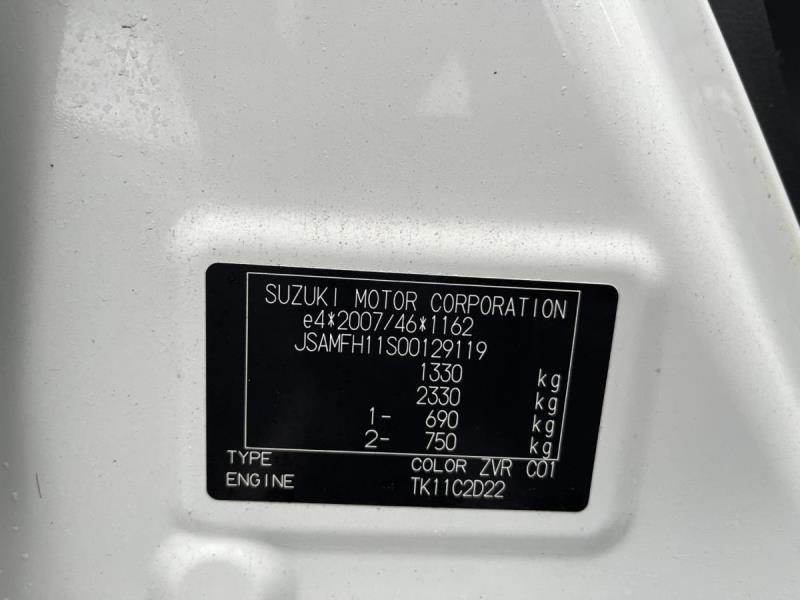 SUZUKI MOTOR CORPORATION
e4*2007/46*1162
JSAMFH11S00129119
1330 kg
2330 kg
1- 690 kg
2- 750 kg
TYPE COLOR ZVR C01
ENGINE TK11C2D22